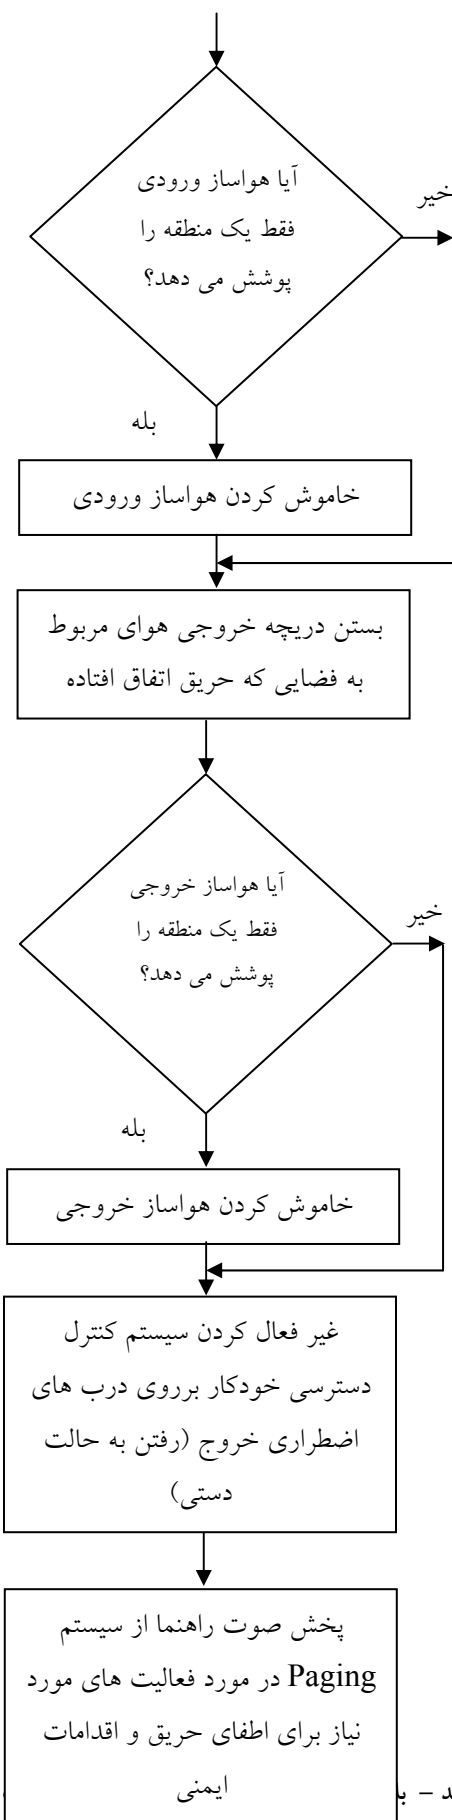 آیا هواساز ورودی
فقط یک منطقه را
پوشش می دهد؟
خیر
بله
خاموش کردن هواساز ورودی
بستن دریچه خروجی هوای مربوط
به فضایی که حریق اتفاق افتاده
آیا هواساز خروجی
فقط یک منطقه را
پوشش می دهد؟
خیر
بله
خاموش کردن هواساز خروجی
غیر فعال کردن سیستم کنترل
دسترسی خودکار برروی درب های
اضطراری خروج (رفتن به حالت
دستی)
پخش صوت راهنما از سیستم
Paging در مورد فعالیت های مورد
نیاز برای اطفای حریق و اقدامات
ایمنی